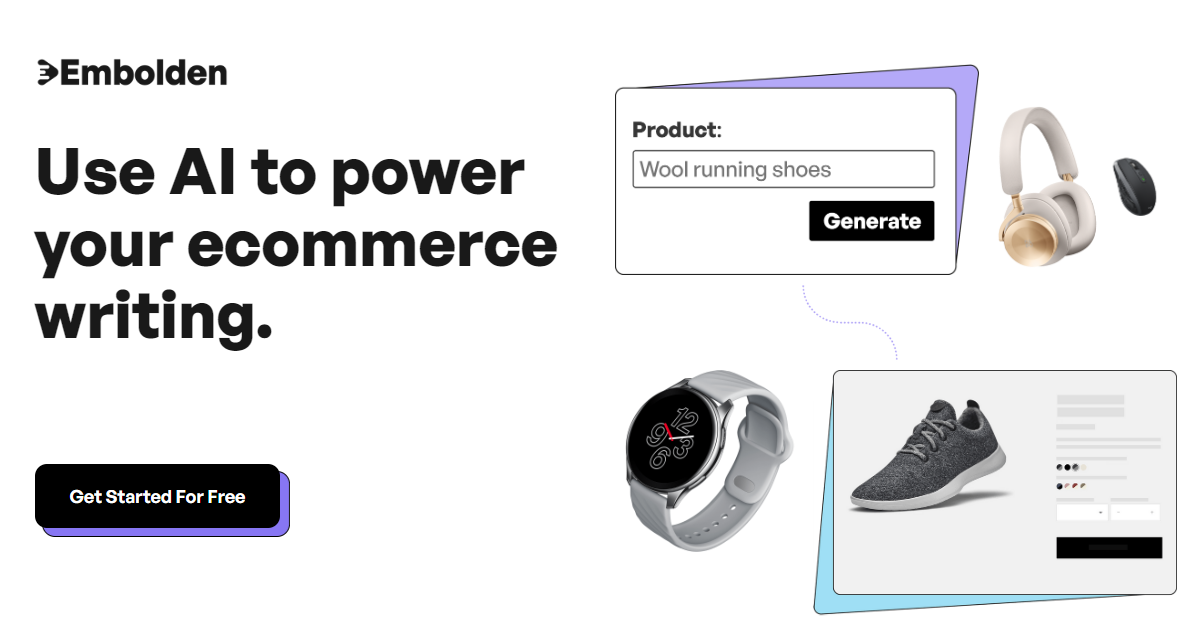 Embolden
Use AI to power
your ecommerce
writing.
Get Started For Free
Product:
Wool running shoes
Generate
12
9
3
6